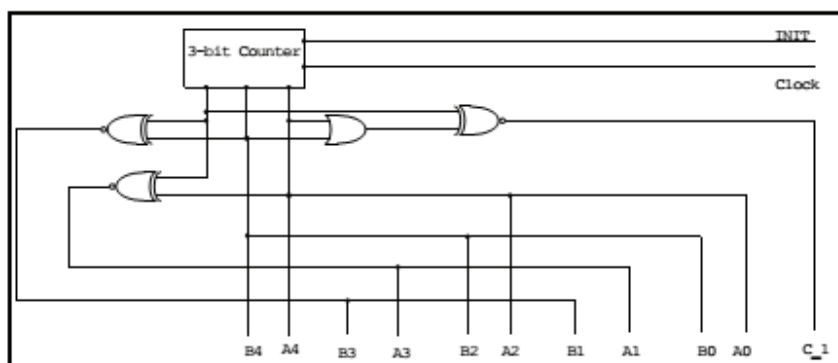 INIT
3-bit Counter
Clock
B4 A4 B3 A3 B2 A2 B1 A1 B0 A0 C_1